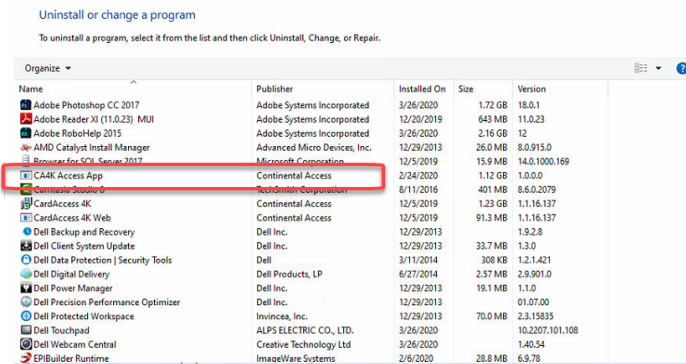 Uninstall or change a program
To uninstall a program, select it from the list and then click Uninstall, Change, or Repair.
Organize
Name Publisher Installed On Size Version
Adobe Photoshop CC 2017 Adobe Systems Incorporated 3/26/2020 1.72 GB 18.0.1
Adobe Reader XI (11.0.23) MUI Adobe Systems Incorporated 12/20/2019 643 MB 11.0.23
Adobe RoboHelp 2015 Adobe Systems Incorporated 3/26/2020 2.16 GB 12
AMD Catalyst Install Manager Advanced Micro Devices, Inc. 12/29/2013 26.0 MB 8.0.915.0
Browser for SQL Server 2017 Microsoft Corporation 12/5/2019 15.9 MB 14.0.1000.169
CA4K Access App Continental Access 2/24/2020 1.12 GB 1.0.0.0
Camtasia Studio 8 TechSmith Corporation 8/11/2016 401 MB 8.6.0.2079
CardAccess 4K Continental Access 12/5/2019 1.23 GB 1.1.16.137
CardAccess 4K Web Continental Access 12/5/2019 91.3 MB 1.1.16.137
Dell Backup and Recovery Dell Inc. 12/29/2013 1.9.2.8
Dell Client System Update Dell Inc. 12/29/2013 33.7 MB 1.3.0
Dell Data Protection | Security Tools Dell 3/11/2014 308 KB 1.2.1.421
Dell Digital Delivery Dell Products, LP 6/27/2014 2.57 MB 2.9.901.0
Dell Power Manager Dell Inc. 12/29/2013 19.1 MB 1.1.0
Dell Precision Performance Optimizer Dell Inc. 12/29/2013 01.07.00
Dell Protected Workspace Invincea, Inc. 12/29/2013 70.0 MB 2.3.15835
Dell Touchpad ALPS ELECTRIC CO., LTD. 3/26/2020 10.2207.101.108
Dell Webcam Central Creative Technology Ltd 3/26/2020 1.40.54
EPIBuilder Runtime ImageWare Systems 2/6/2020 28.8 MB 6.9.78